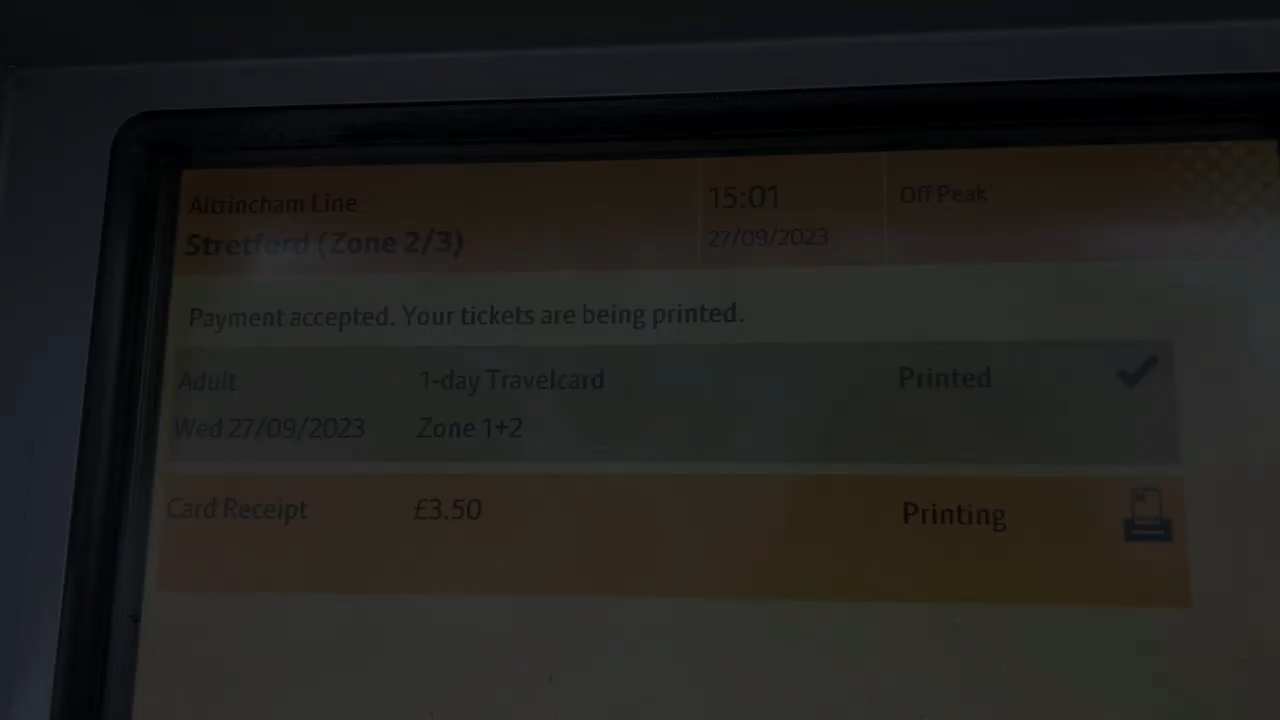 Altrincham Line
Stretford (Zone 2/3)
15:01
27/09/2023
Off Peak
Payment accepted. Your tickets are being printed.
Adult 1-day Travelcard Printed
Wed 27/09/2023 Zone 1+2
Card Receipt £3.50 Printing